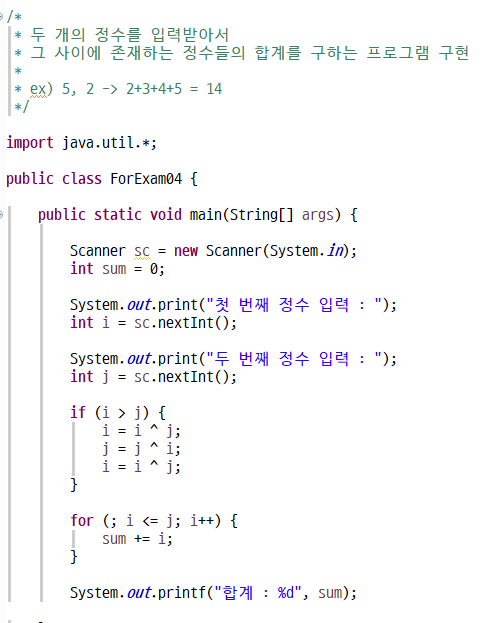 /*
 * 두 개의 정수를 입력받아서
 * 그 사이에 존재하는 정수들의 합계를 구하는 프로그램 구현
 *
 * ex) 5, 2 -> 2+3+4+5 = 14
 */
import java.util.*;
public class ForExam04 {
public static void main(String[] args) {
Scanner sc = new Scanner(System.in);
int sum = 0;
System.out.print("첫 번째 정수 입력 : ");
int i = sc.nextInt();
System.out.print("두 번째 정수 입력 : ");
int j = sc.nextInt();
if (i > j) {
i = i ^ j;
j = j ^ i;
i = i ^ j;
}
for (; i <= j; i++) {
sum += i;
}
System.out.printf("합계 : %d", sum);